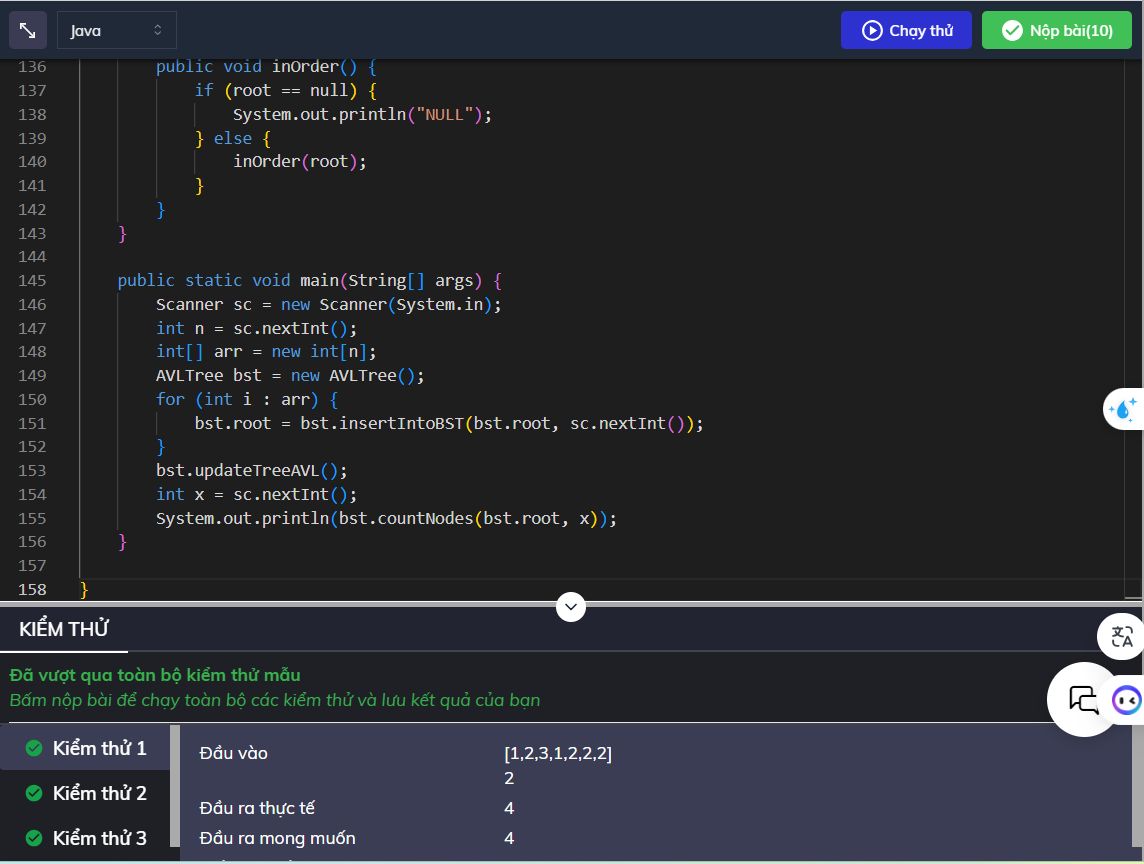 Java
Chạy thử
Nộp bài(10)
136 public void inOrder() {
137 if (root == null) {
138 System.out.println("NULL");
139 } else {
140 inOrder(root);
141 }
142 }
143 }
144
145 public static void main(String[] args) {
146 Scanner sc = new Scanner(System.in);
147 int n = sc.nextInt();
148 int[] arr = new int[n];
149 AVLTree bst = new AVLTree();
150 for (int i : arr) {
151 bst.root = bst.insertIntoBST(bst.root, sc.nextInt());
152 }
153 bst.updateTreeAVL();
154 int x = sc.nextInt();
155 System.out.println(bst.countNodes(bst.root, x));
156 }
157
158 }
KIỂM THỬ
Đã vượt qua toàn bộ kiểm thử mẫu
Bấm nộp bài để chạy toàn bộ các kiểm thử và lưu kết quả của bạn
Kiểm thử 1
Kiểm thử 2
Kiểm thử 3
Đầu vào [1,2,3,1,2,2,2]
2
Đầu ra thực tế 4
Đầu ra mong muốn 4